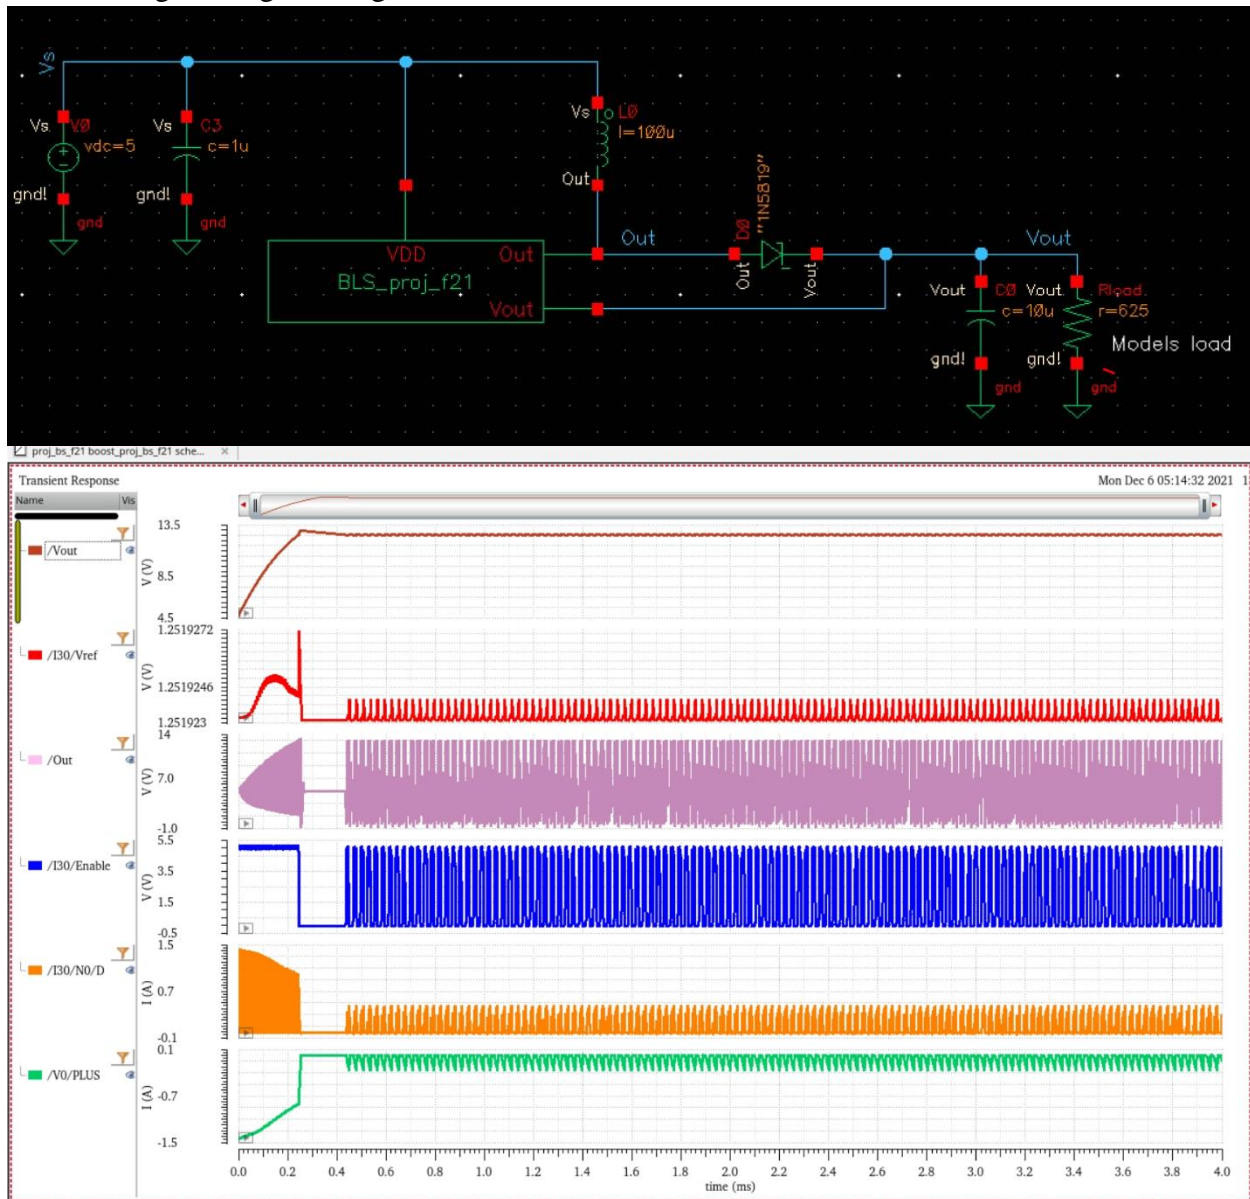 Vs
Vs V0
vdc=5
gnd!
gnd
Vs C3
c=1u
gnd!
gnd
VDD
BLS_proj_f21
Out
Vout
Vs L0
l=100u
Out
Out
D0
"1N5819"
Out
Vout
Vout
Vout C0
c=10u
gnd!
gnd
Vout Rload
r=625
Models load
gnd!
gnd
proj_bs_f21 boost_proj_bs_f21 sche... ×
Transient Response
Mon Dec 6 05:14:32 2021 1
Name Vis
/Vout
V (V)
13.5
8.5
4.5
/I30/Vref
V (V)
1.2519272
1.2519246
1.251923
/Out
V (V)
14
7.0
-1.0
/I30/Enable
V (V)
5.5
3.5
1.5
-0.5
/I30/N0/D
I (A)
1.5
0.7
-0.1
/V0/PLUS
I (A)
0.1
-0.7
-1.5
0.0 0.2 0.4 0.6 0.8 1.0 1.2 1.4 1.6 1.8 2.0 2.2 2.4 2.6 2.8 3.0 3.2 3.4 3.6 3.8 4.0
time (ms)